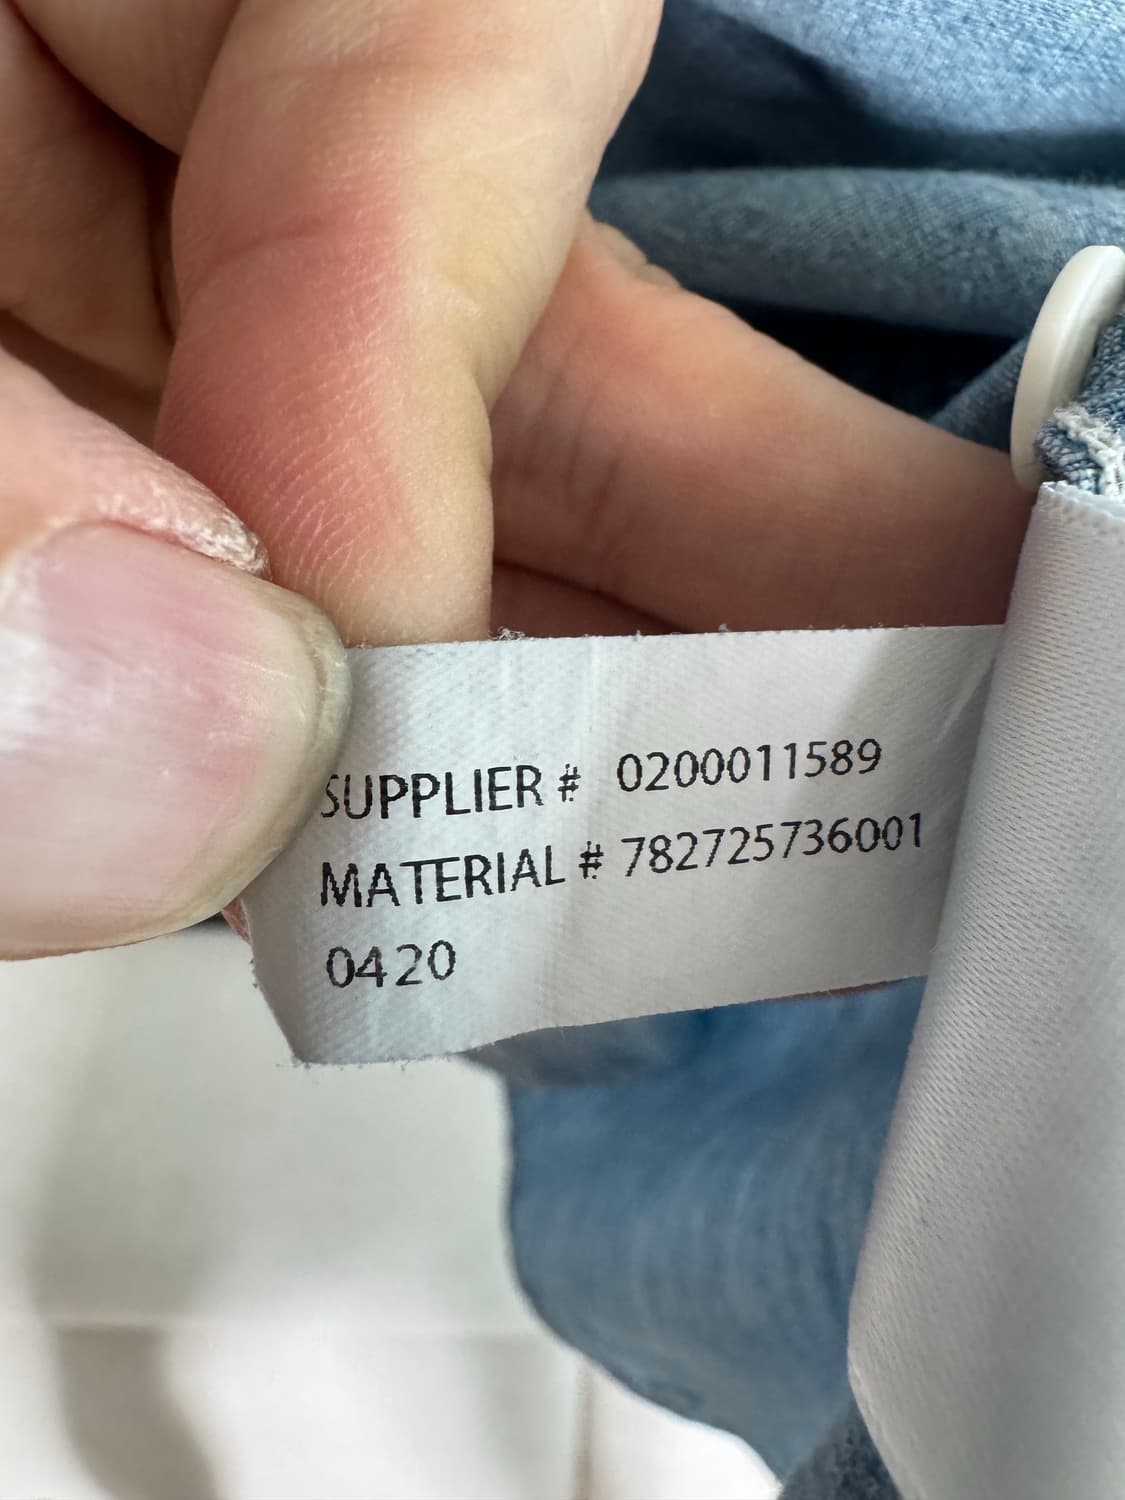 SUPPLIER # 0200011589
MATERIAL # 782725736001
0420